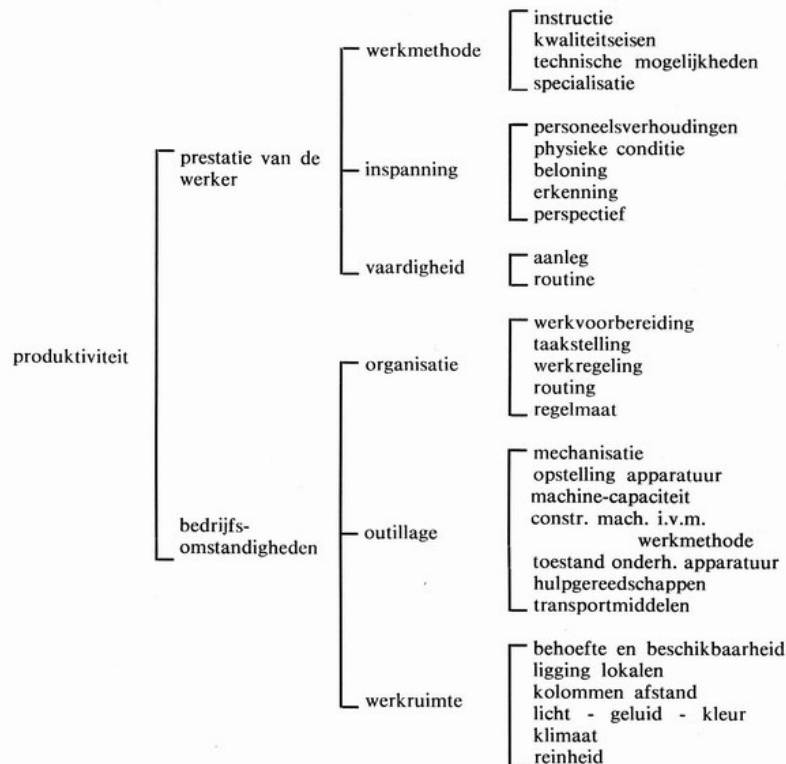 produktiviteit
prestatie van de
werker
werkmethode
instructie
kwaliteitseisen
technische mogelijkheden
specialisatie
inspanning
personeelsverhoudingen
physieke conditie
beloning
erkenning
perspectief
vaardigheid
aanleg
routine
bedrijfs-
omstandigheden
organisatie
werkvoorbereiding
taakstelling
werkregeling
routing
regelmaat
outillage
mechanisatie
opstelling apparatuur
machine-capaciteit
constr. mach. i.v.m.
werkmethode
toestand onderh. apparatuur
hulpgereedschappen
transportmiddelen
werkruimte
behoefte en beschikbaarheid
ligging lokalen
kolommen afstand
licht - geluid - kleur
klimaat
reinheid